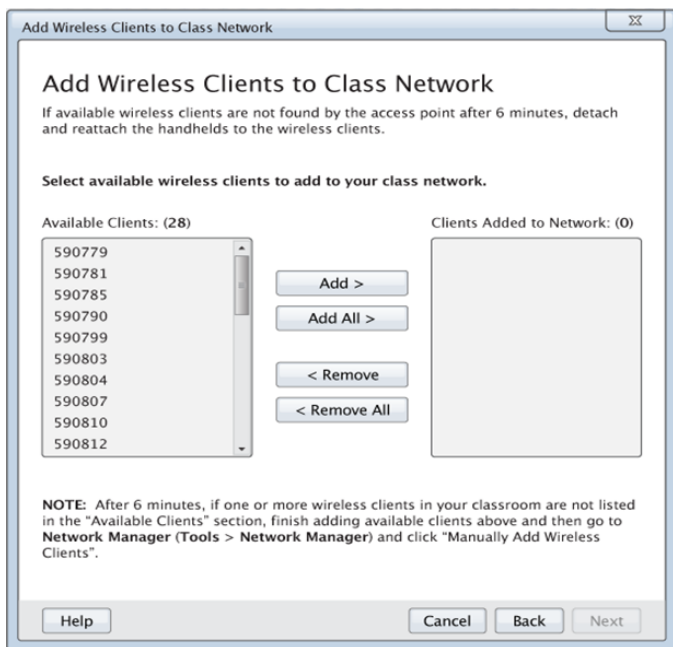 Add Wireless Clients to Class Network
Add Wireless Clients to Class Network
If available wireless clients are not found by the access point after 6 minutes, detach
and reattach the handhelds to the wireless clients.
Select available wireless clients to add to your class network.
Available Clients: (28)
Clients Added to Network: (0)
590779
590781
590785
590790
590799
590803
590804
590807
590810
590812
Add >
Add All >
< Remove
< Remove All
NOTE: After 6 minutes, if one or more wireless clients in your classroom are not listed
in the “Available Clients” section, finish adding available clients above and then go to
Network Manager (Tools > Network Manager) and click “Manually Add Wireless
Clients”.
Help
Cancel
Back
Next